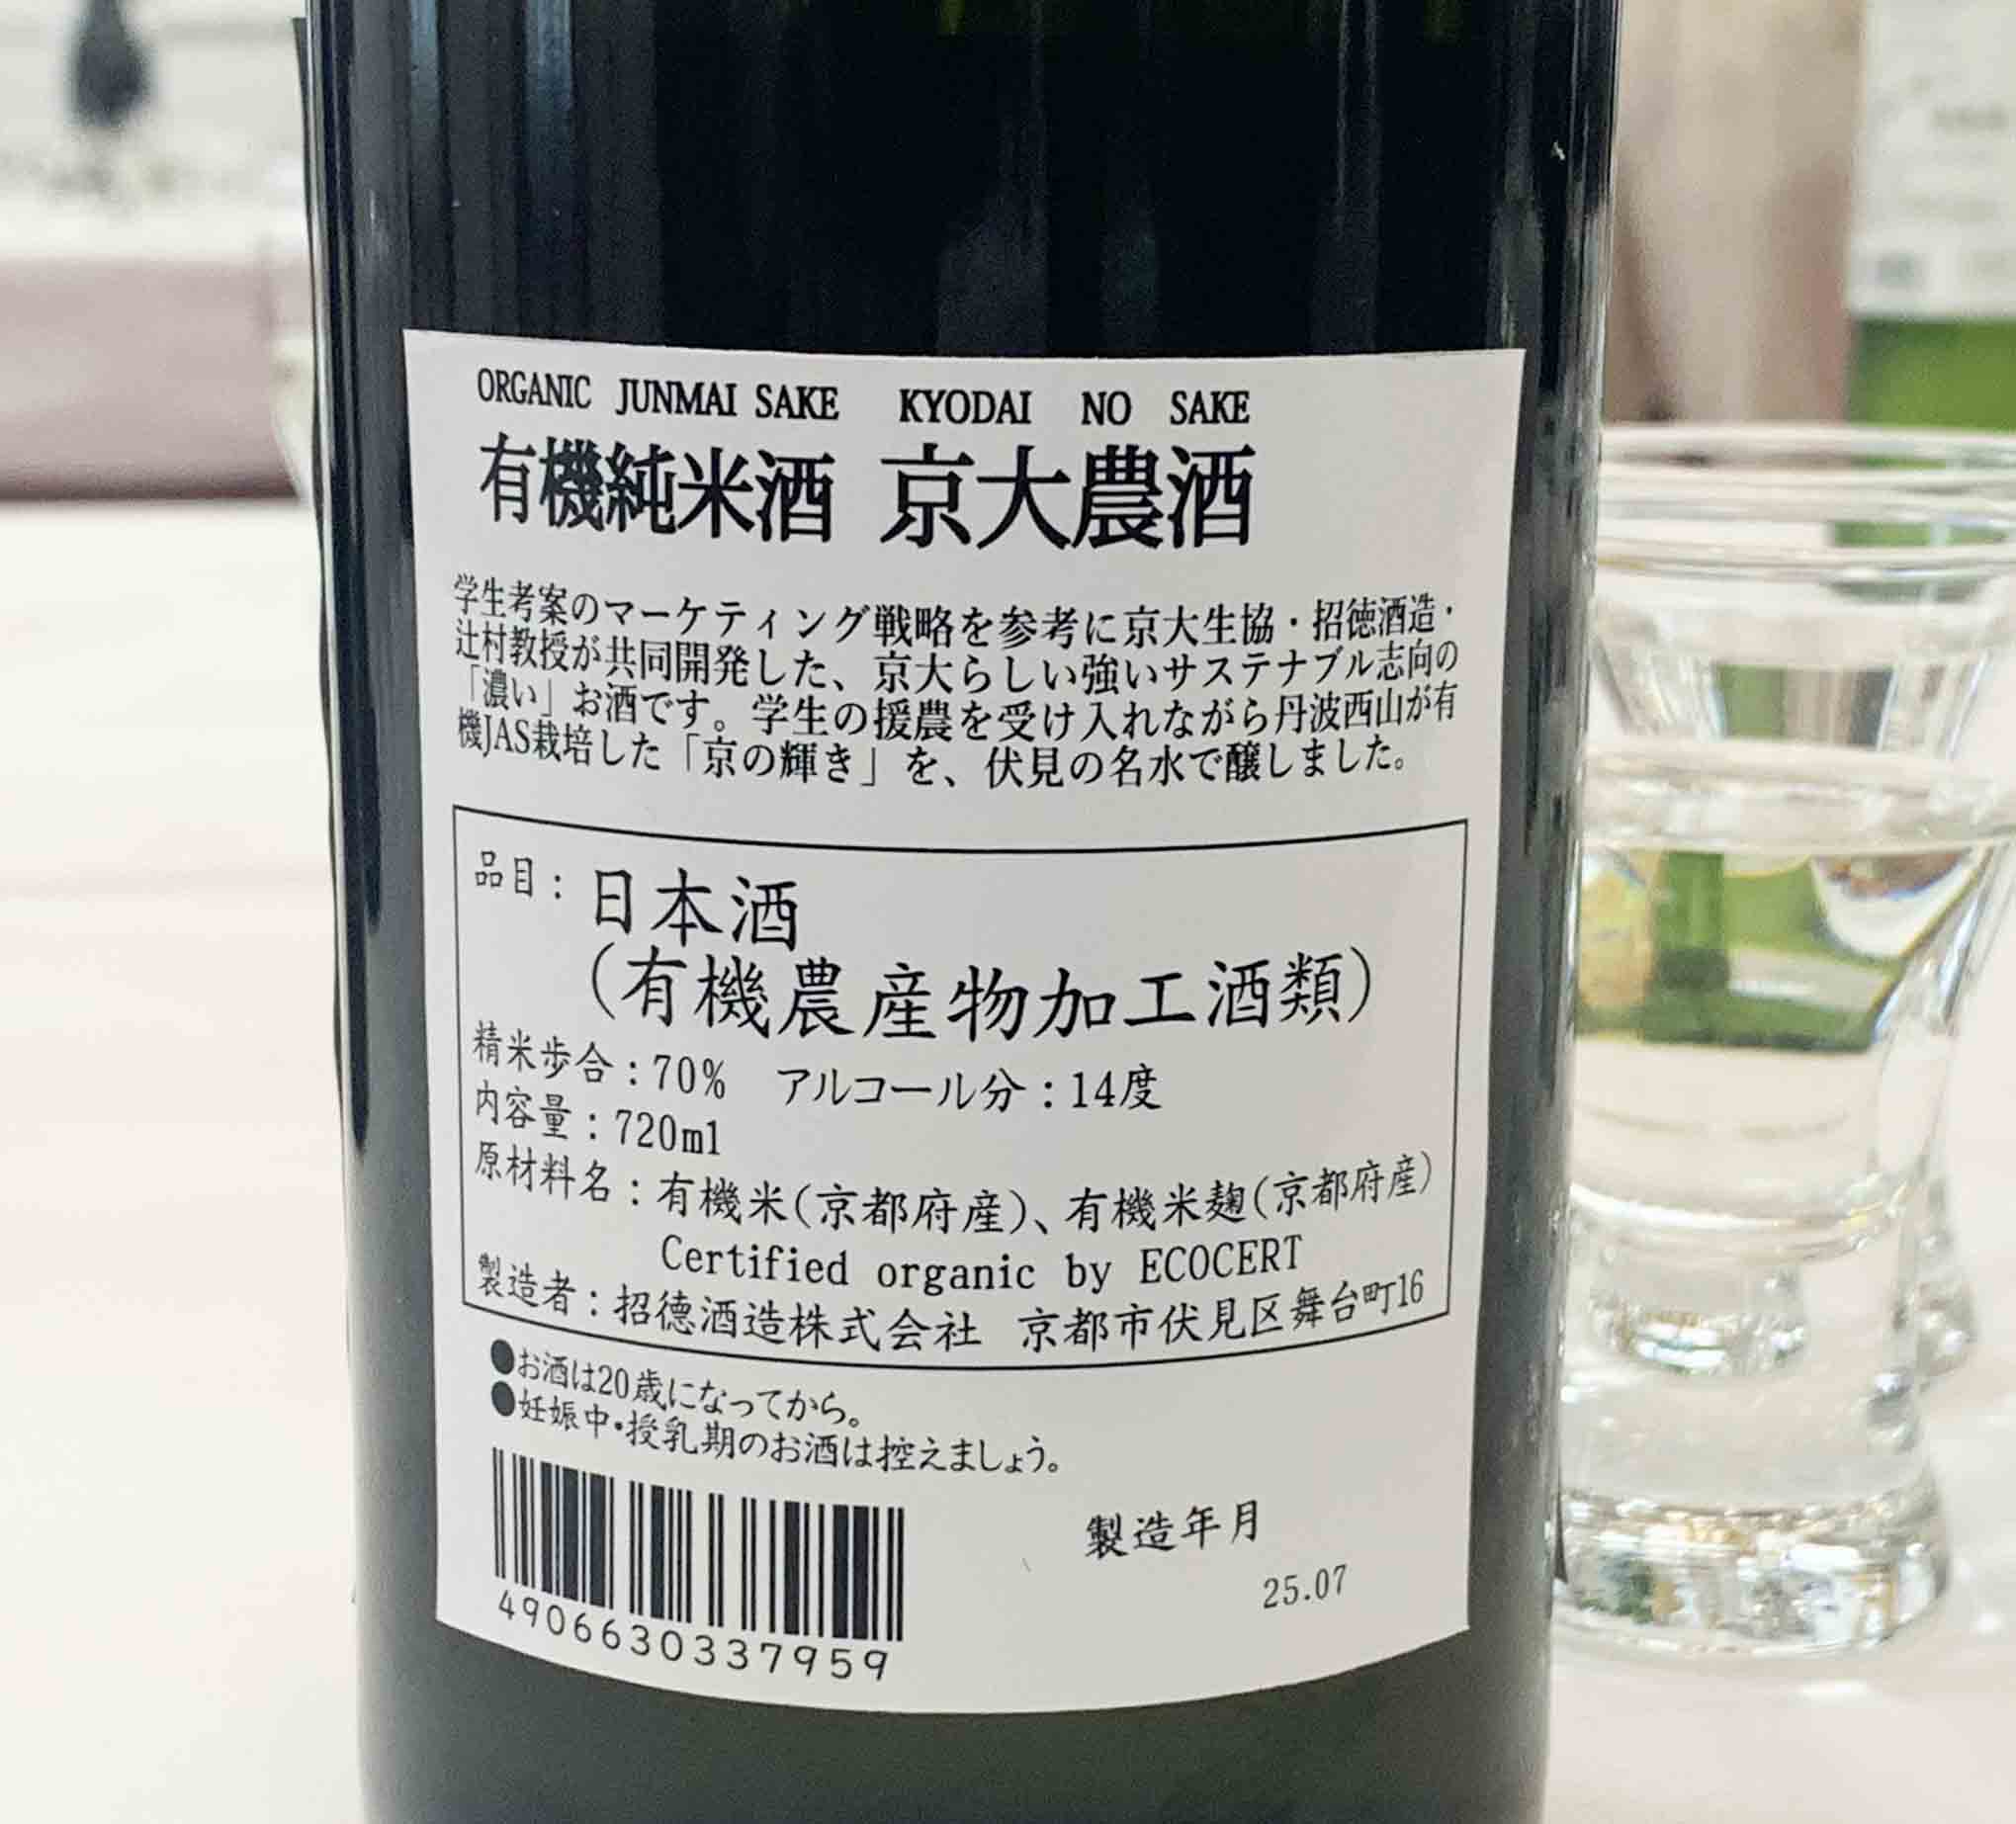 ORGANIC JUNMAI SAKE KYODAI NO SAKE
有機純米酒 京大農酒
学生考案のマーケティング戦略を参考に京大生協・招徳酒造・
辻村教授が共同開発した、京大らしい強いサステナブル志向の
「濃い」お酒です。学生の援農を受け入れながら丹波西山が有
機JAS栽培した「京の輝き」を、伏見の名水で醸しました。
品目：日本酒
（有機農産物加工酒類）
精米歩合：70% アルコール分：14度
内容量：720ml
原材料名：有機米（京都府産）、有機米麹（京都府産）
Certified organic by ECOCERT
製造者：招德酒造株式会社 京都市伏見区舞台町16
●お酒は20歳になってから。
●妊娠中・授乳期のお酒は控えましょう。
4906630337959
製造年月
25.07